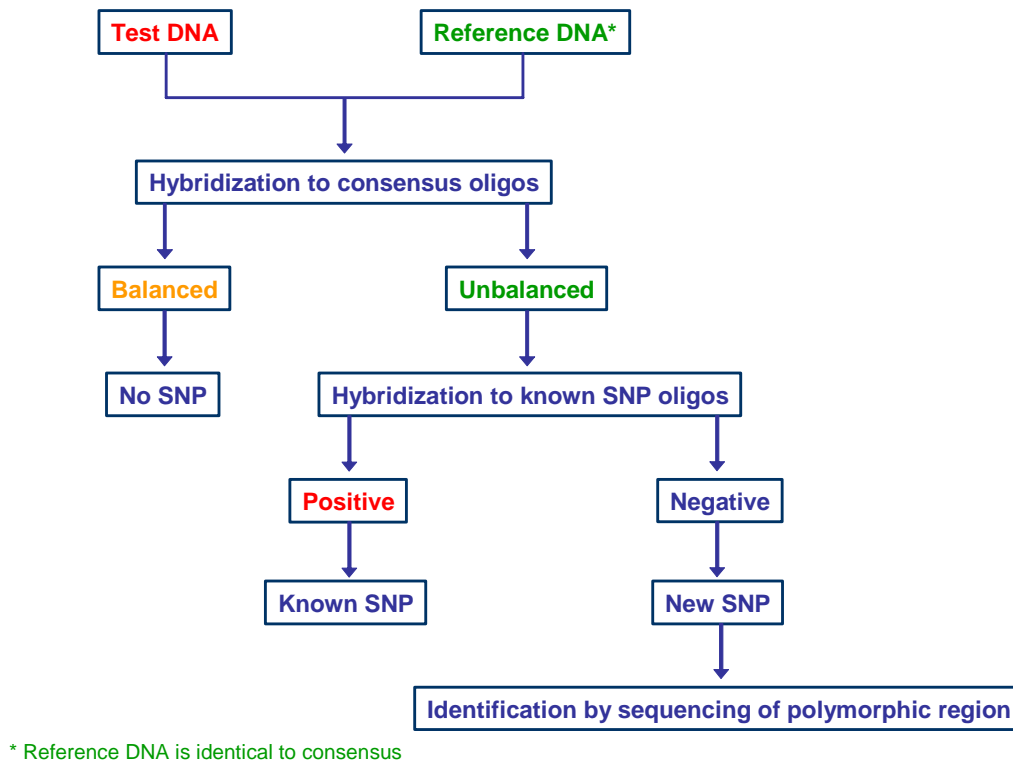 Test DNA
Reference DNA*
Hybridization to consensus oligos
Balanced
Unbalanced
No SNP
Hybridization to known SNP oligos
Positive
Negative
Known SNP
New SNP
Identification by sequencing of polymorphic region
* Reference DNA is identical to consensus